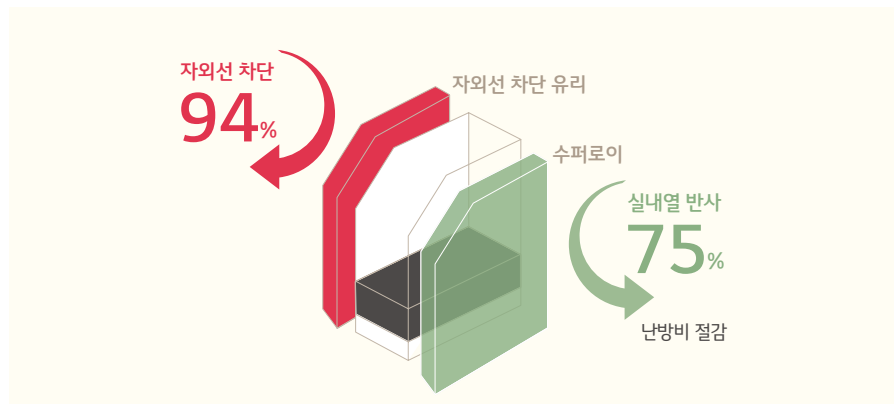 자외선 차단
94%
자외선 차단 유리
수퍼로이
실내열 반사
75%
난방비 절감